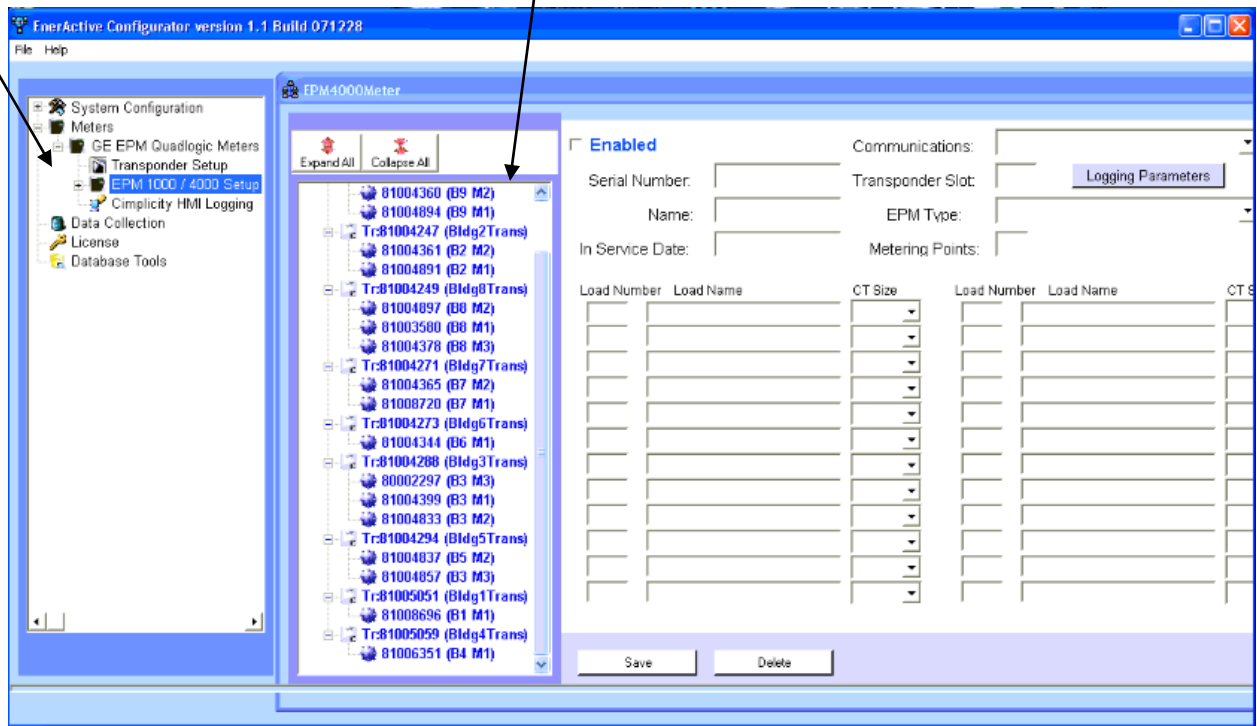 EnerActive Configurator version 1.1 Build 071228
File Help
System Configuration
Meters
GE EPM Quadlogic Meters
Transponder Setup
EPM 1000 / 4000 Setup
Cimplicity HMI Logging
Data Collection
License
Database Tools
EPM4000Meter
Expand All Collapse All
81004360 (B9 M2)
81004894 (B9 M1)
Tr:81004247 (Bldg2Trans)
81004361 (B2 M2)
81004891 (B2 M1)
Tr:81004249 (Bldg8Trans)
81004897 (B8 M2)
81003580 (B8 M1)
81004378 (B8 M3)
Tr:81004271 (Bldg7Trans)
81004365 (B7 M2)
81008720 (B7 M1)
Tr:81004273 (Bldg6Trans)
81004344 (B6 M1)
Tr:81004288 (Bldg3Trans)
80002297 (B3 M3)
81004399 (B3 M1)
81004833 (B3 M2)
Tr:81004294 (Bldg5Trans)
81004837 (B5 M2)
81004857 (B3 M3)
Tr:81005051 (Bldg1Trans)
81008696 (B1 M1)
Tr:81005059 (Bldg4Trans)
81006351 (B4 M1)
Enabled Communications:
Serial Number: Transponder Slot: Logging Parameters
Name: EPM Type:
In Service Date: Metering Points:
Load Number Load Name CT Size Load Number Load Name CT S
Save Delete